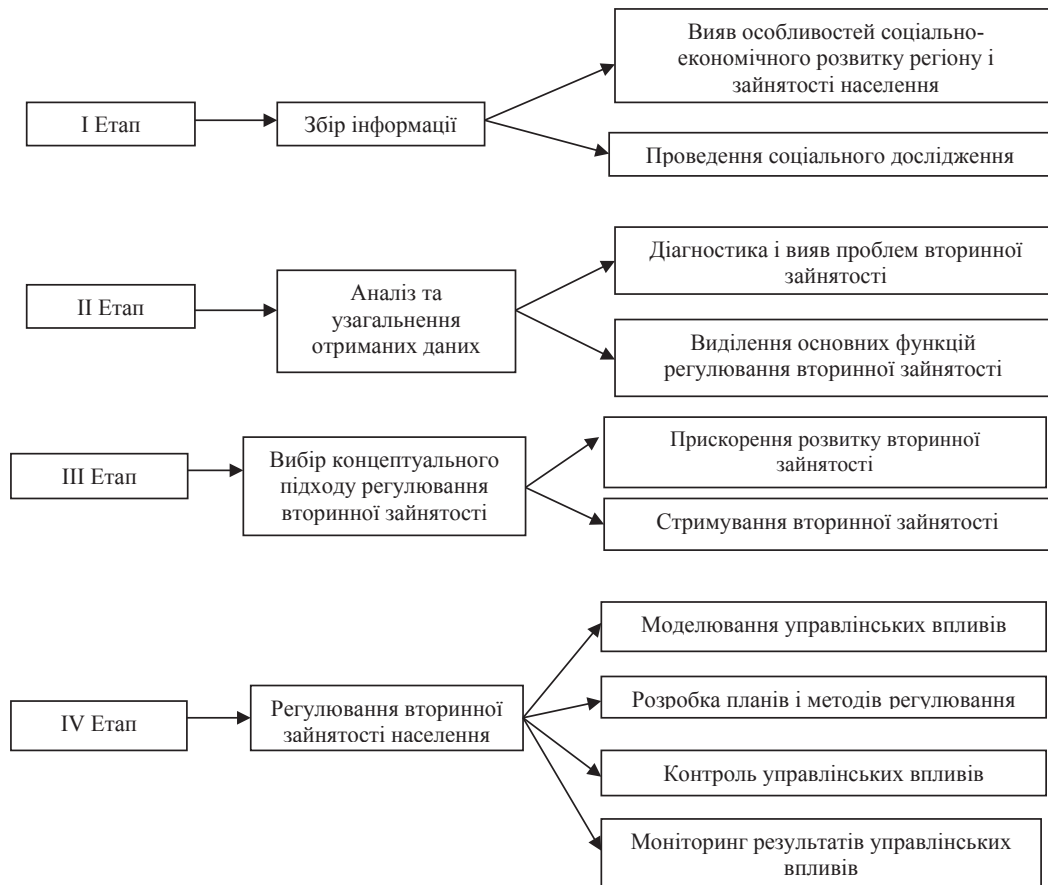 І Етап
Збір інформації
Вияв особливостей соціально-
економічного розвитку регіону і
зайнятості населення
Проведення соціального дослідження
ІІ Етап
Аналіз та
узагальнення
отриманих даних
Діагностика і вияв проблем вторинної
зайнятості
Виділення основних функцій
регулювання вторинної зайнятості
ІІІ Етап
Вибір концептуального
підходу регулювання
вторинної зайнятості
Прискорення розвитку вторинної
зайнятості
Стримування вторинної зайнятості
IV Етап
Регулювання вторинної
зайнятості населення
Моделювання управлінських впливів
Розробка планів і методів регулювання
Контроль управлінських впливів
Моніторинг результатів управлінських
впливів